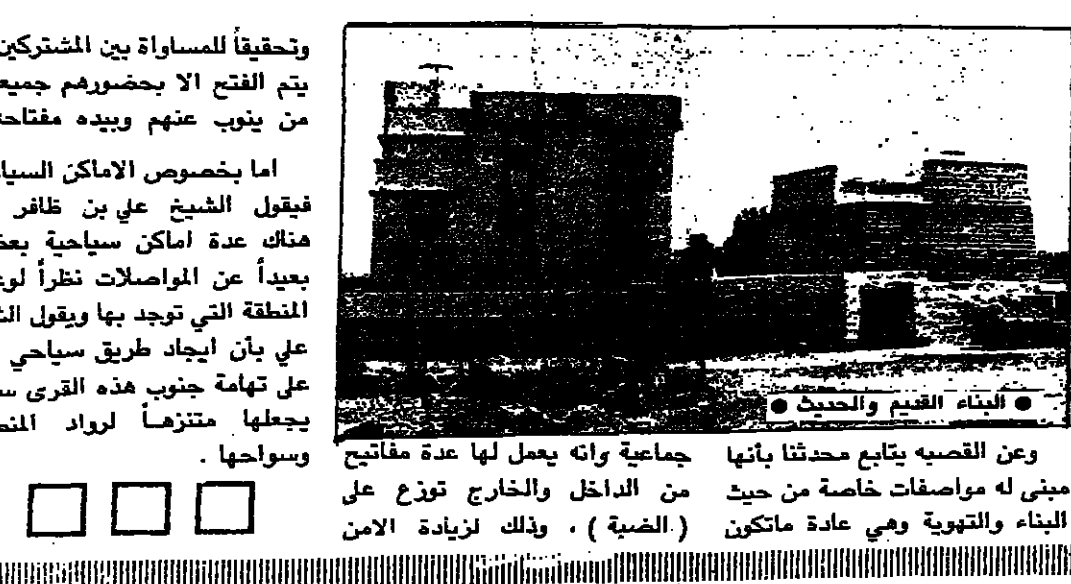 ● البناء القديم والحديث ●
وعن القصبه يتابع محدثنا بأنها
مبنى له مواصفات خاصة من حيث
البناء والتهوية وهي عادة ماتكون
جماعية وانه يعمل لها عدة مفاتيح
من الداخل والخارج توزع على
( الضبة ) ، وذلك لزيادة الامن
وتحقيقاً للمساواة بين المشتركين
يتم الفتح الا بحضورهم جميع
من ينوب عنهم وبيده مفتاح
اما بخصوص الاماكن السيا
فيقول الشيخ علي بن ظافر
هناك عدة اماكن سياحية بعض
بعيداً عن المواصلات نظراً لوع
المنطقة التي توجد بها ويقول الش
علي بأن ايجاد طريق سياحي
على تهامة جنوب هذه القرى س
يجعلها متنزهاً لرواد المنط
وسواحها .